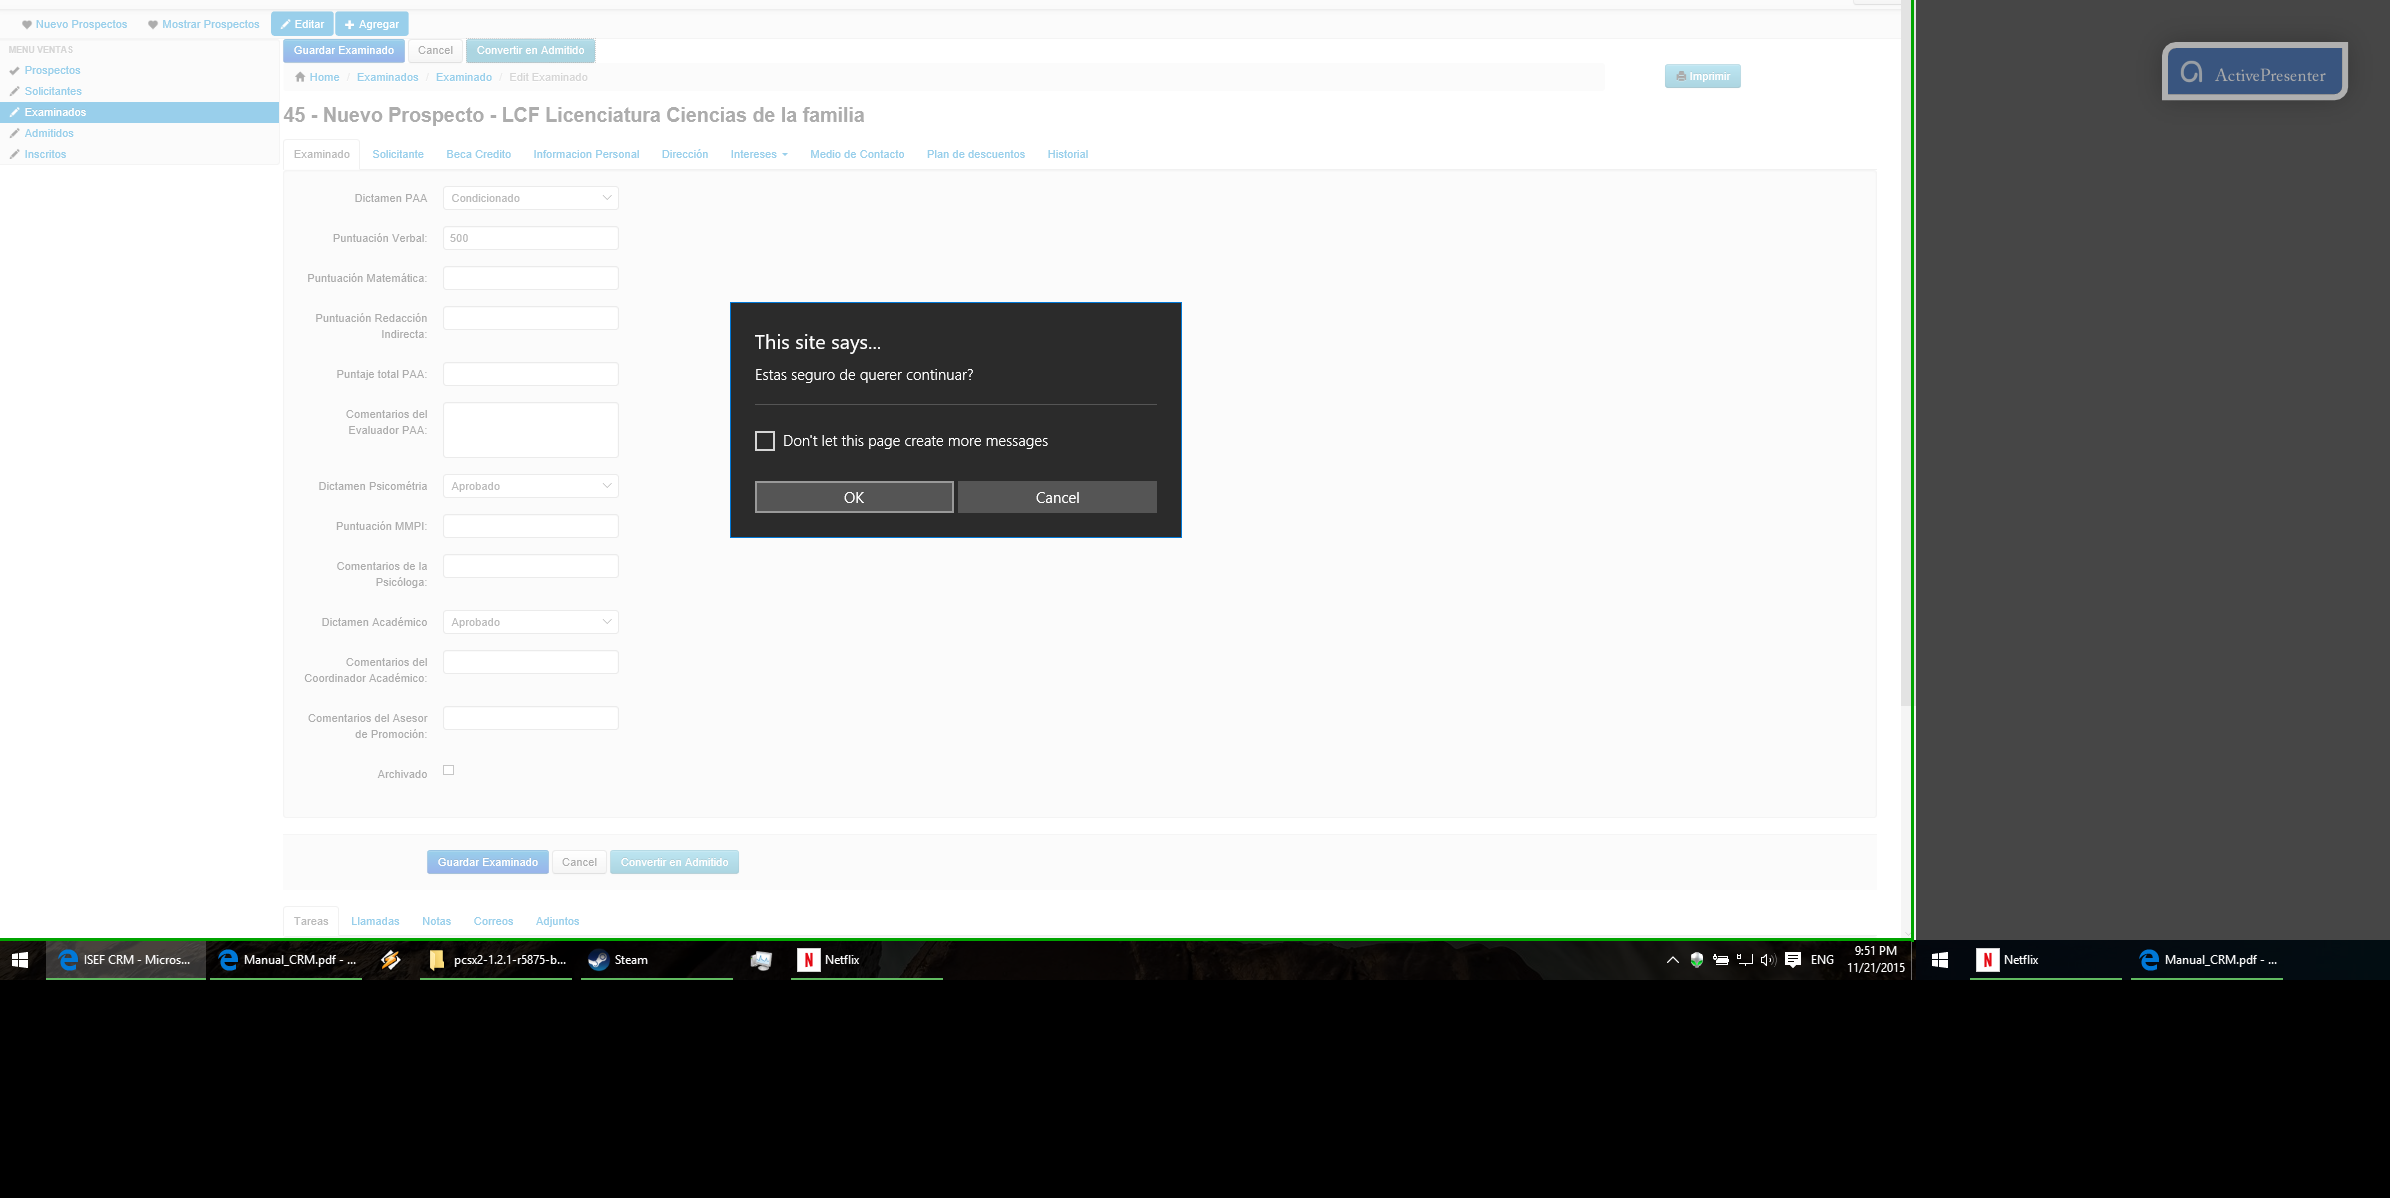 Nuevo Prospectos
Mostrar Prospectos
Editar
Agregar
MENU VENTAS
Prospectos
Solicitantes
Examinados
Admitidos
Inscritos
Guardar Examinado
Cancel
Convertir en Admitido
Home / Examinados / Examinado / Edit Examinado
Imprimir
ActivePresenter
45 - Nuevo Prospecto - LCF Licenciatura Ciencias de la familia
Examinado
Solicitante
Beca Credito
Informacion Personal
Dirección
Intereses
Medio de Contacto
Plan de descuentos
Historial
Dictamen PAA
Condicionado
Puntuación Verbal:
500
Puntuación Matemática:
Puntuación Redacción
Indirecta:
Puntaje total PAA:
Comentarios del
Evaluador PAA:
Dictamen Psicométria
Aprobado
Puntuación MMPI:
Comentarios de la
Psicóloga:
Dictamen Académico
Aprobado
Comentarios del
Coordinador Académico:
Comentarios del Asesor
de Promoción:
Archivado
This site says...
Estas seguro de querer continuar?
Don't let this page create more messages
OK
Cancel
Guardar Examinado
Cancel
Convertir en Admitido
Tareas
Llamadas
Notas
Correos
Adjuntos
ISEF CRM - Micros...
Manual_CRM.pdf - ...
pcsx2-1.2.1-r5875-b...
Steam
N
Netflix
ENG
9:51 PM
11/21/2015
N
Netflix
Manual_CRM.pdf - ...